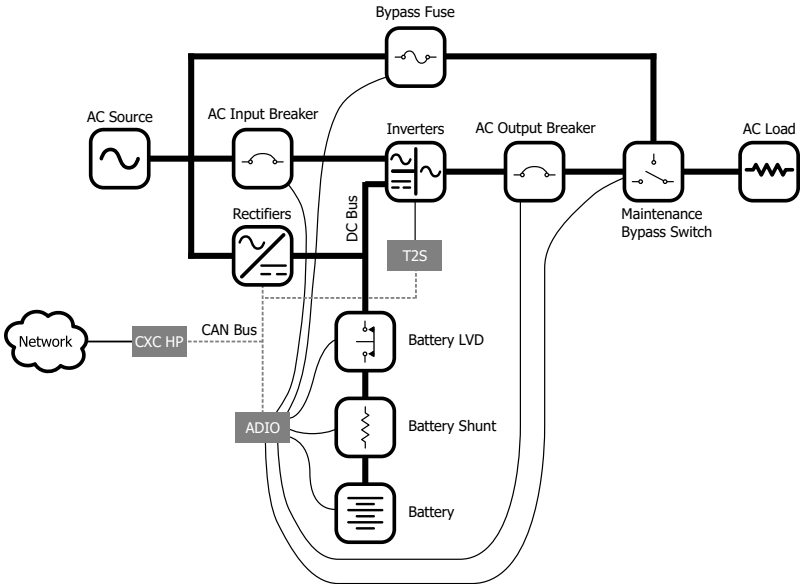 Bypass Fuse
AC Source
AC Input Breaker
Inverters
AC Output Breaker
AC Load
Rectifiers
DC Bus
Maintenance
Bypass Switch
T2S
CAN Bus
Network
CXC HP
Battery LVD
ADIO
Battery Shunt
Battery